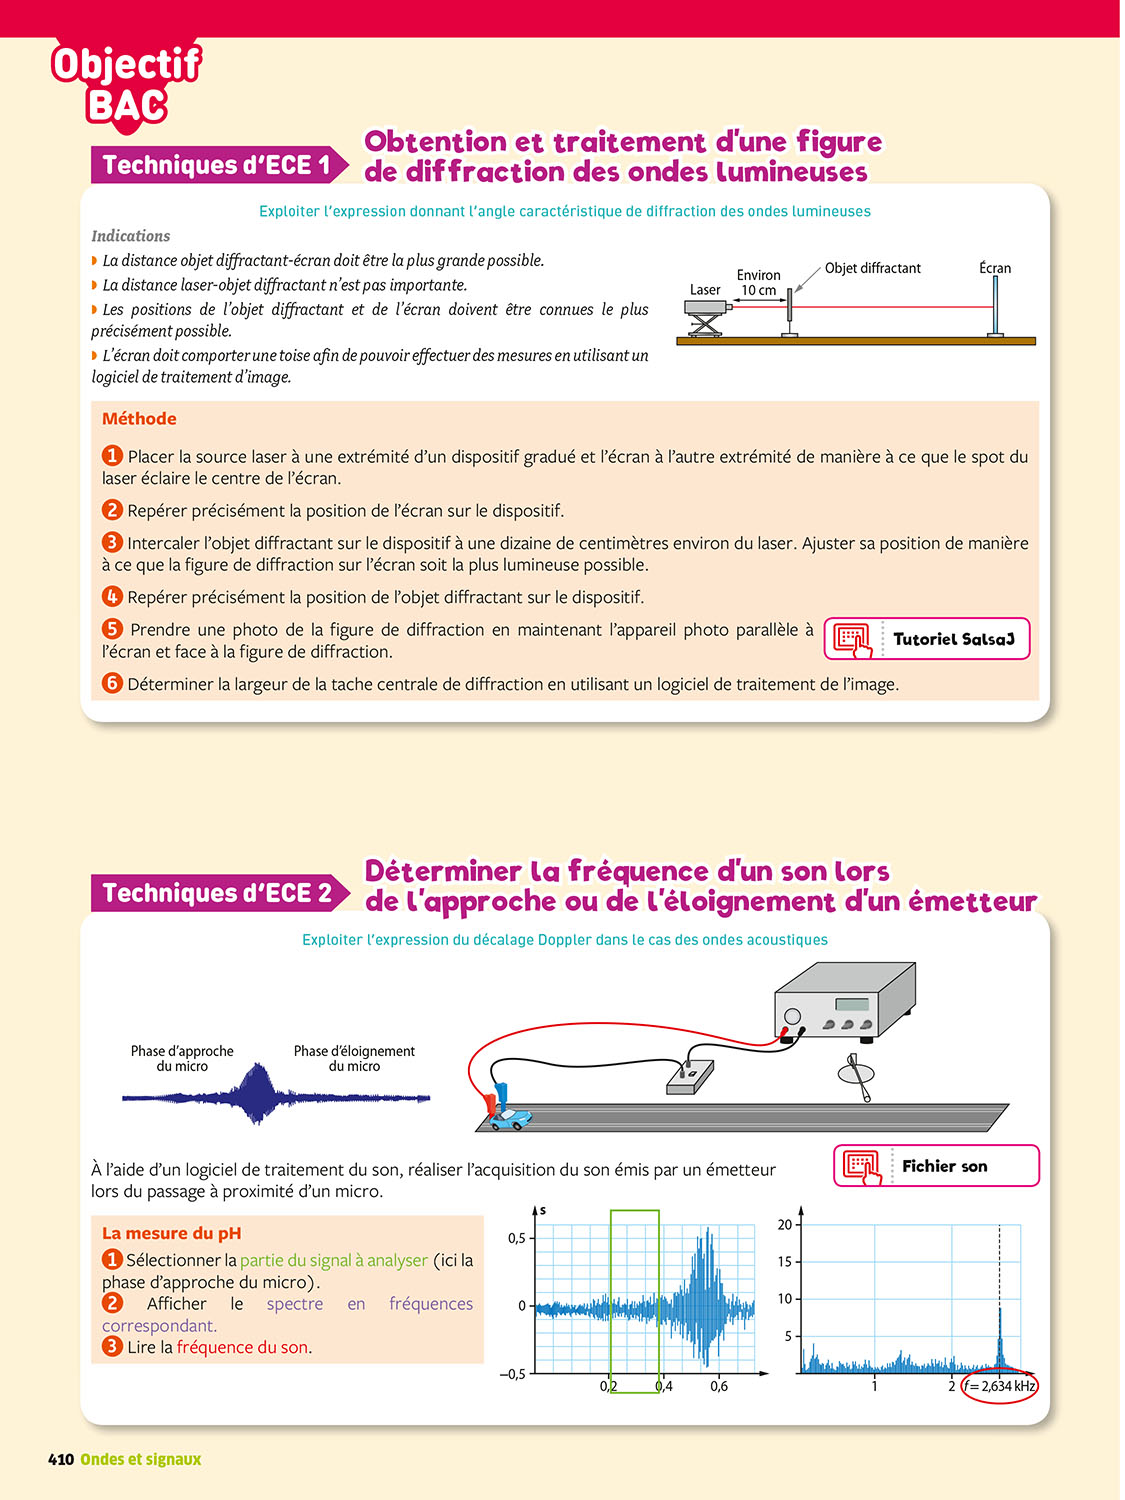 Objectif
BAC
Techniques d'ECE 1
Obtention et traitement d'une figure
de diffraction des ondes lumineuses
Exploiter l'expression donnant l'angle caractéristique de diffraction des ondes lumineuses
Indications
La distance objet diffractant-écran doit être la plus grande possible.
La distance laser-objet diffractant n'est pas importante.
Les positions de l'objet diffractant et de l'écran doivent être connues le plus
précisément possible.
L'écran doit comporter une toise afin de pouvoir effectuer des mesures en utilisant un
logiciel de traitement d'image.
Laser
Environ
10 cm
Objet diffractant
Écran
Méthode
1 Placer la source laser à une extrémité d'un dispositif gradué et l'écran à l'autre extrémité de manière à ce que le spot du
laser éclaire le centre de l'écran.
2 Repérer précisément la position de l'écran sur le dispositif.
3 Intercaler l'objet diffractant sur le dispositif à une dizaine de centimètres environ du laser. Ajuster sa position de manière
à ce que la figure de diffraction sur l'écran soit la plus lumineuse possible.
4 Repérer précisément la position de l'objet diffractant sur le dispositif.
5 Prendre une photo de la figure de diffraction en maintenant l'appareil photo parallèle à
l'écran et face à la figure de diffraction.
Tutoriel SalsaJ
6 Déterminer la largeur de la tache centrale de diffraction en utilisant un logiciel de traitement de l'image.
Techniques d'ECE 2
Déterminer la fréquence d'un son lors
de l'approche ou de l'éloignement d'un émetteur
Exploiter l'expression du décalage Doppler dans le cas des ondes acoustiques
Phase d'approche
du micro
Phase d'éloignement
du micro
À l'aide d'un logiciel de traitement du son, réaliser l'acquisition du son émis par un émetteur
lors du passage à proximité d'un micro.
Fichier son
La mesure du pH
1 Sélectionner la partie du signal à analyser (ici la
phase d'approche du micro).
2 Afficher le spectre en fréquences
correspondant.
3 Lire la fréquence du son.
s
0,5
0
–0,5
0,2
0,4
0,6
20
15
10
5
1
2
f = 2,634 kHz
410 Ondes et signaux